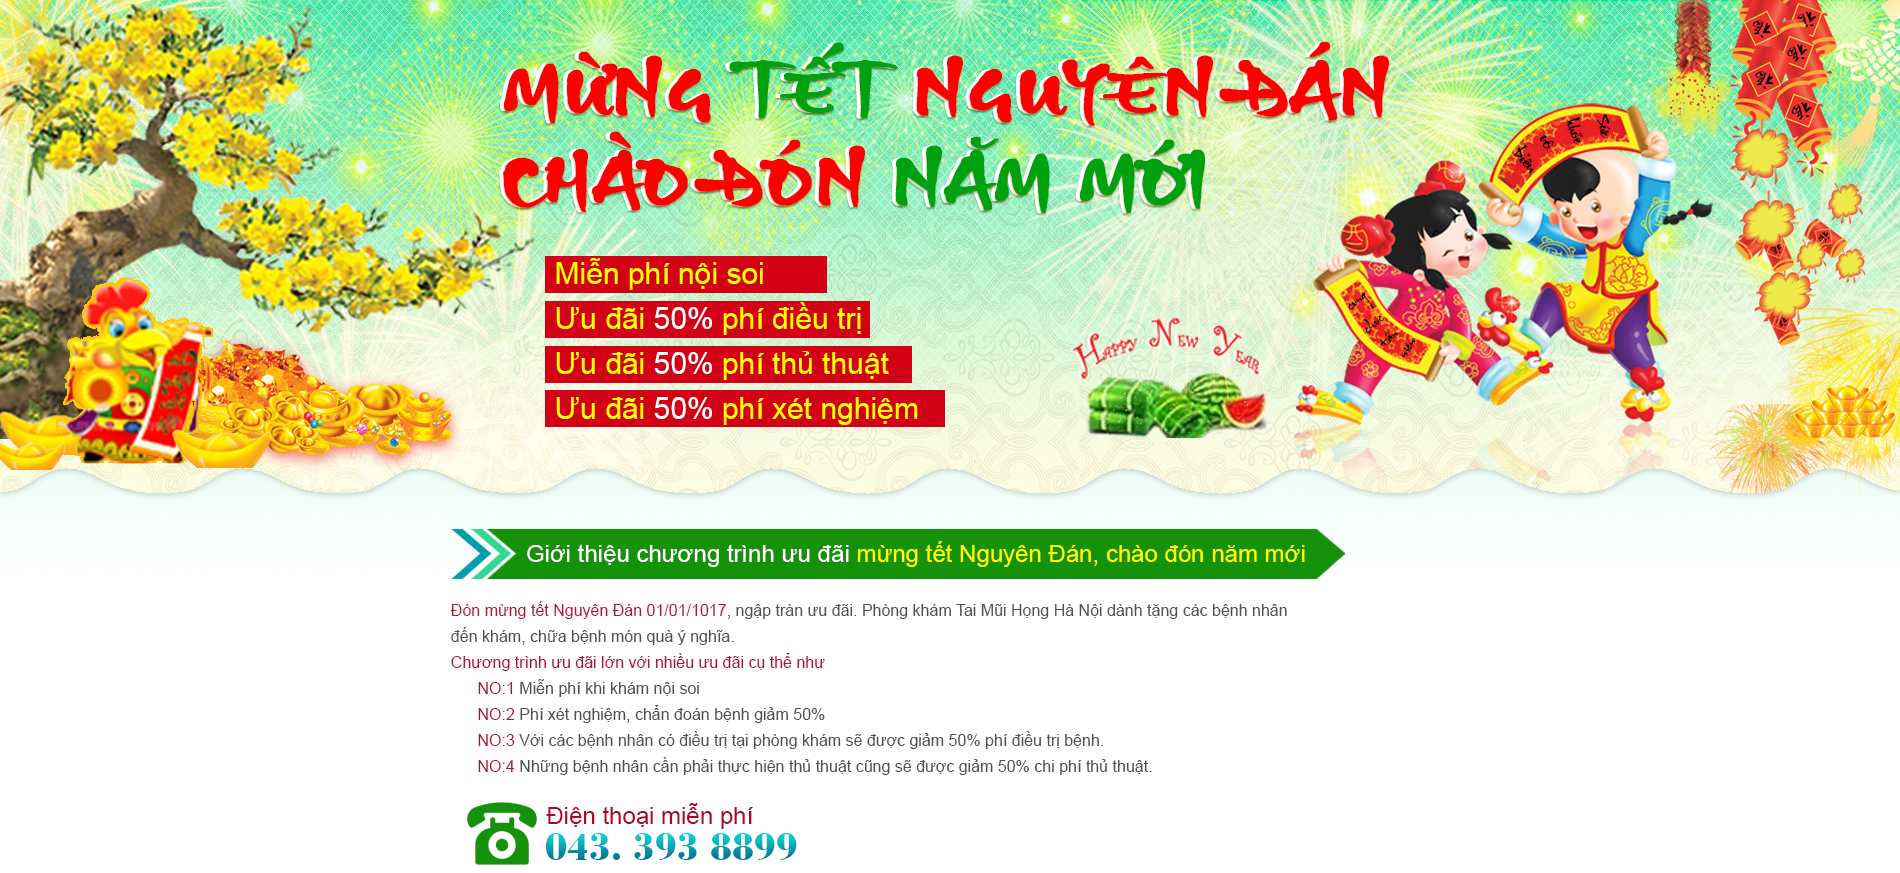 MỪNG TẾT NGUYÊN ĐÁN
CHÀO ĐÓN NĂM MỚI
Miễn phí nội soi
Ưu đãi 50% phí điều trị
Ưu đãi 50% phí thủ thuật
Ưu đãi 50% phí xét nghiệm
HAPPY NEW YEAR
Giới thiệu chương trình ưu đãi mừng tết Nguyên Đán, chào đón năm mới
Đón mừng tết Nguyên Đán 01/01/1017, ngập tràn ưu đãi. Phòng khám Tai Mũi Họng Hà Nội dành tặng các bệnh nhân
đến khám, chữa bệnh món quà ý nghĩa.
Chương trình ưu đãi lớn với nhiều ưu đãi cụ thể như
NO:1 Miễn phí khi khám nội soi
NO:2 Phí xét nghiệm, chẩn đoán bệnh giảm 50%
NO:3 Với các bệnh nhân có điều trị tại phòng khám sẽ được giảm 50% phí điều trị bệnh.
NO:4 Những bệnh nhân cần phải thực hiện thủ thuật cũng sẽ được giảm 50% chi phí thủ thuật.
Điện thoại miễn phí
043. 393 8899